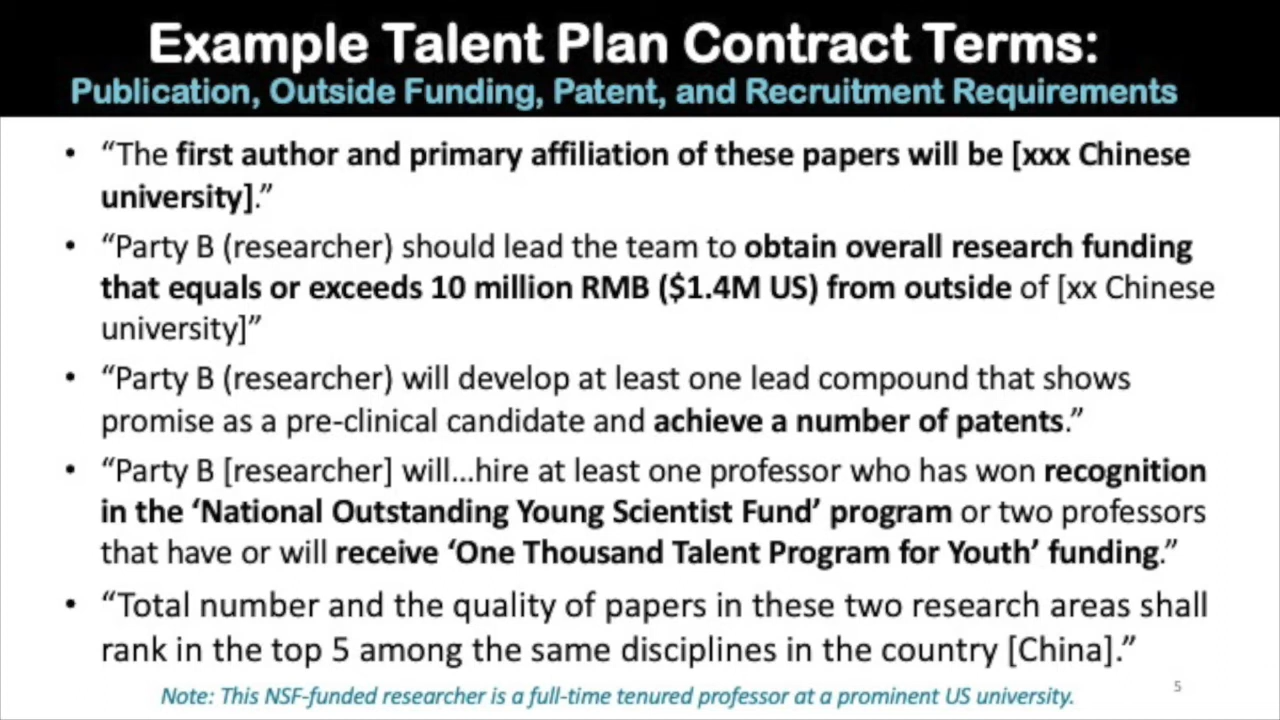 Example Talent Plan Contract Terms:
Publication, Outside Funding, Patent, and Recruitment Requirements
• “The first author and primary affiliation of these papers will be [xxx Chinese
university].”
• “Party B (researcher) should lead the team to obtain overall research funding
that equals or exceeds 10 million RMB ($1.4M US) from outside of [xx Chinese
university]”
• “Party B (researcher) will develop at least one lead compound that shows
promise as a pre-clinical candidate and achieve a number of patents.”
• “Party B [researcher] will...hire at least one professor who has won recognition
in the ‘National Outstanding Young Scientist Fund’ program or two professors
that have or will receive ‘One Thousand Talent Program for Youth’ funding.”
• “Total number and the quality of papers in these two research areas shall
rank in the top 5 among the same disciplines in the country [China].”
Note: This NSF-funded researcher is a full-time tenured professor at a prominent US university.
5